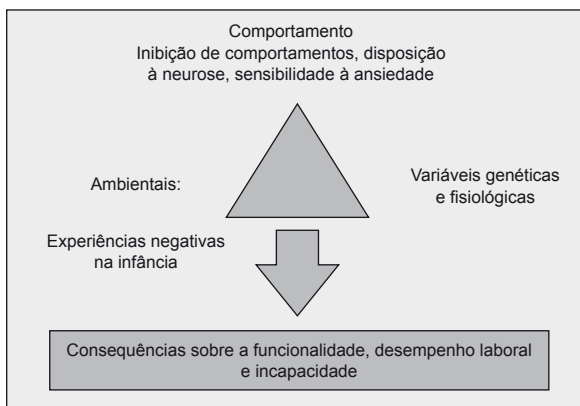 Comportamento
Inibição de comportamentos, disposição
à neurose, sensibilidade à ansiedade
Ambientais:
Variáveis genéticas
e fisiológicas
Experiências negativas
na infância
Consequências sobre a funcionalidade, desempenho laboral
e incapacidade